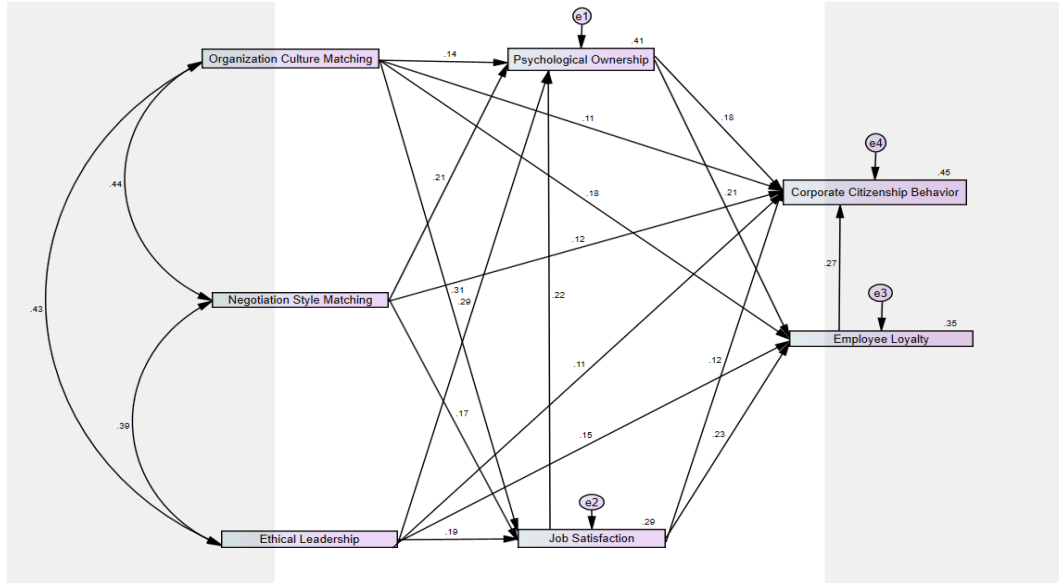 e1
.41
.14
Organization Culture Matching
Psychological Ownership
.11
.18
e4
.45
.44
.21
.18
.21
Corporate Citizenship Behavior
.12
.27
e3
.31
.22
Negotiation Style Matching
.29
.43
.35
Employee Loyalty
.11
.12
.17
.39
.15
.23
e2
.29
.19
Ethical Leadership
Job Satisfaction